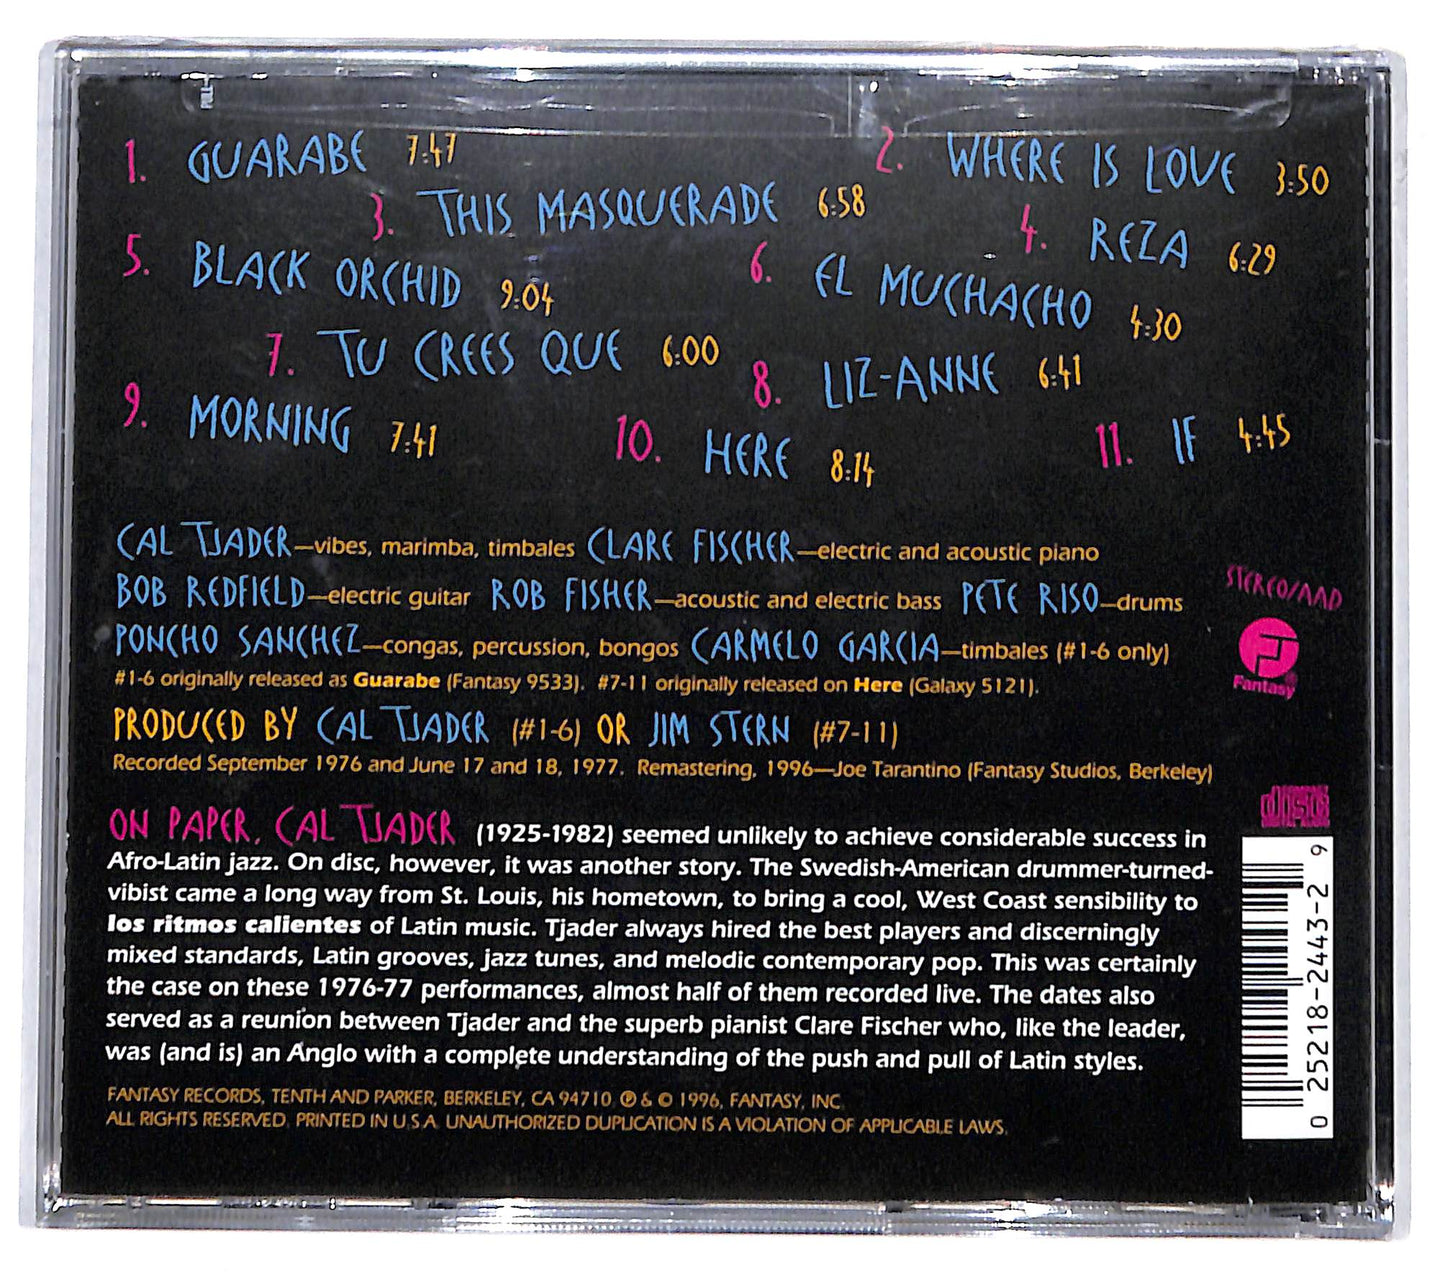 1. GUARABE 7:47 2. WHERE IS LOVE 3:50
3. THIS MASQUERADE 6:58 4. REZA 6:29
5. BLACK ORCHID 9:04 6. EL MUCHACHO 4:30
7. TU CREES QUE 6:00 8. LIZ-ANNE 6:41
9. MORNING 7:41 10. HERE 8:14 11. IF 4:45
CAL TJADER—vibes, marimba, timbales CLARE FISCHER—electric and acoustic piano
BOB REDFIELD—electric guitar ROB FISHER—acoustic and electric bass PETE RISO—drums
PONCHO SANCHEZ—congas, percussion, bongos CARMELO GARCIA—timbales (#1-6 only)
#1-6 originally released as Guarabe (Fantasy 9533). #7-11 originally released on Here (Galaxy 5121).
PRODUCED BY CAL TJADER (#1-6) OR JIM STERN (#7-11)
Recorded September 1976 and June 17 and 18, 1977. Remastering, 1996—Joe Tarantino (Fantasy Studios, Berkeley)
STEREO/AAD
Fantasy®
ON PAPER, CAL TJADER (1925-1982) seemed unlikely to achieve considerable success in
Afro-Latin jazz. On disc, however, it was another story. The Swedish-American drummer-turned-
vibist came a long way from St. Louis, his hometown, to bring a cool, West Coast sensibility to
los ritmos calientes of Latin music. Tjader always hired the best players and discerningly
mixed standards, Latin grooves, jazz tunes, and melodic contemporary pop. This was certainly
the case on these 1976-77 performances, almost half of them recorded live. The dates also
served as a reunion between Tjader and the superb pianist Clare Fischer who, like the leader,
was (and is) an Anglo with a complete understanding of the push and pull of Latin styles.
FANTASY RECORDS, TENTH AND PARKER, BERKELEY, CA 94710 ℗ & © 1996, FANTASY, INC.
ALL RIGHTS RESERVED. PRINTED IN U.S.A. UNAUTHORIZED DUPLICATION IS A VIOLATION OF APPLICABLE LAWS.
disc
0 25218-2443-2 9